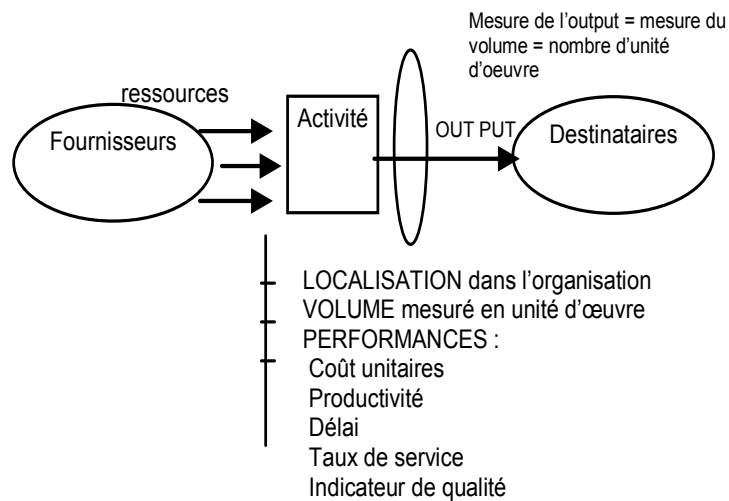 Mesure de l'output = mesure du
volume = nombre d'unité
d'oeuvre
ressources
Fournisseurs
Activité
OUT PUT
Destinataires
LOCALISATION dans l'organisation
VOLUME mesuré en unité d'œuvre
PERFORMANCES :
Coût unitaires
Productivité
Délai
Taux de service
Indicateur de qualité